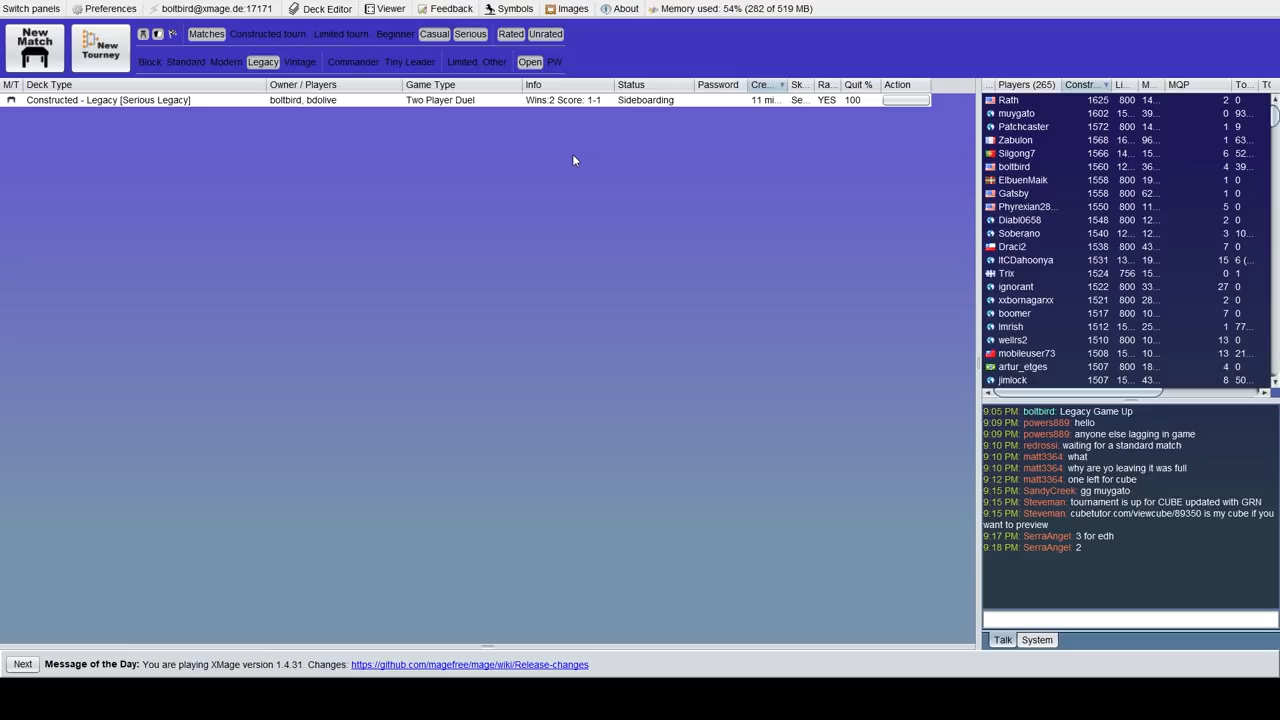 Switch panels Preferences boltbird@xmage.de:17171 Deck Editor Viewer Feedback Symbols Images About Memory used: 54% (282 of 519 MB)
New Match New Tourney Matches Constructed tourn. Limited tourn. Beginner Casual Serious Rated Unrated
Block Standard Modern Legacy Vintage Commander Tiny Leader Limited Other Open PW
M/T Deck Type Owner / Players Game Type Info Status Password Cre... Sk... Ra... Quit % Action
Constructed - Legacy [Serious Legacy] boltbird, bdolive Two Player Duel Wins:2 Score: 1-1 Sideboarding 11 mi... Se... YES 100
... Players (265) Constr... Li... M... MQP To... TC
Rath 1625 800 14... 2 0
muygato 1602 15... 39... 0 93...
Patchcaster 1572 800 14... 1 9
Zabulon 1568 16... 96... 1 63...
Silgong7 1566 14... 15... 6 52...
boltbird 1560 12... 36... 4 39...
ElbuenMaik 1558 800 19... 1 0
Gatsby 1558 800 62... 1 0
Phyrexian28... 1550 800 11... 5 0
Diabl0658 1548 800 12... 2 0
Soberano 1540 12... 12... 3 10...
Draci2 1538 800 43... 7 0
ltCDahoonya 1531 13... 19... 15 6 (...
Trix 1524 756 15... 0 1
ignorant 1522 800 33... 27 0
xxbornagarxx 1521 800 28... 2 0
boomer 1517 800 10... 7 0
lmrish 1512 15... 25... 1 77...
wellrs2 1510 800 10... 13 0
mobileuser73 1508 15... 10... 13 21...
artur_etges 1507 800 18... 4 0
jimlock 1507 15... 43... 8 50...
9:05 PM: boltbird: Legacy Game Up
9:09 PM: powers889: hello
9:09 PM: powers889: anyone else lagging in game
9:10 PM: redrossi: waiting for a standard match
9:10 PM: matt3364: what
9:10 PM: matt3364: why are yo leaving it was full
9:12 PM: matt3364: one left for cube
9:15 PM: SandyCreek: gg muygato
9:15 PM: Steveman: tournament is up for CUBE updated with GRN
9:15 PM: Steveman: cubetutor.com/viewcube/89350 is my cube if you
want to preview
9:17 PM: SerraAngel: 3 for edh
9:18 PM: SerraAngel: 2
Talk System
Next Message of the Day: You are playing XMage version 1.4.31. Changes: https://github.com/magefree/mage/wiki/Release-changes